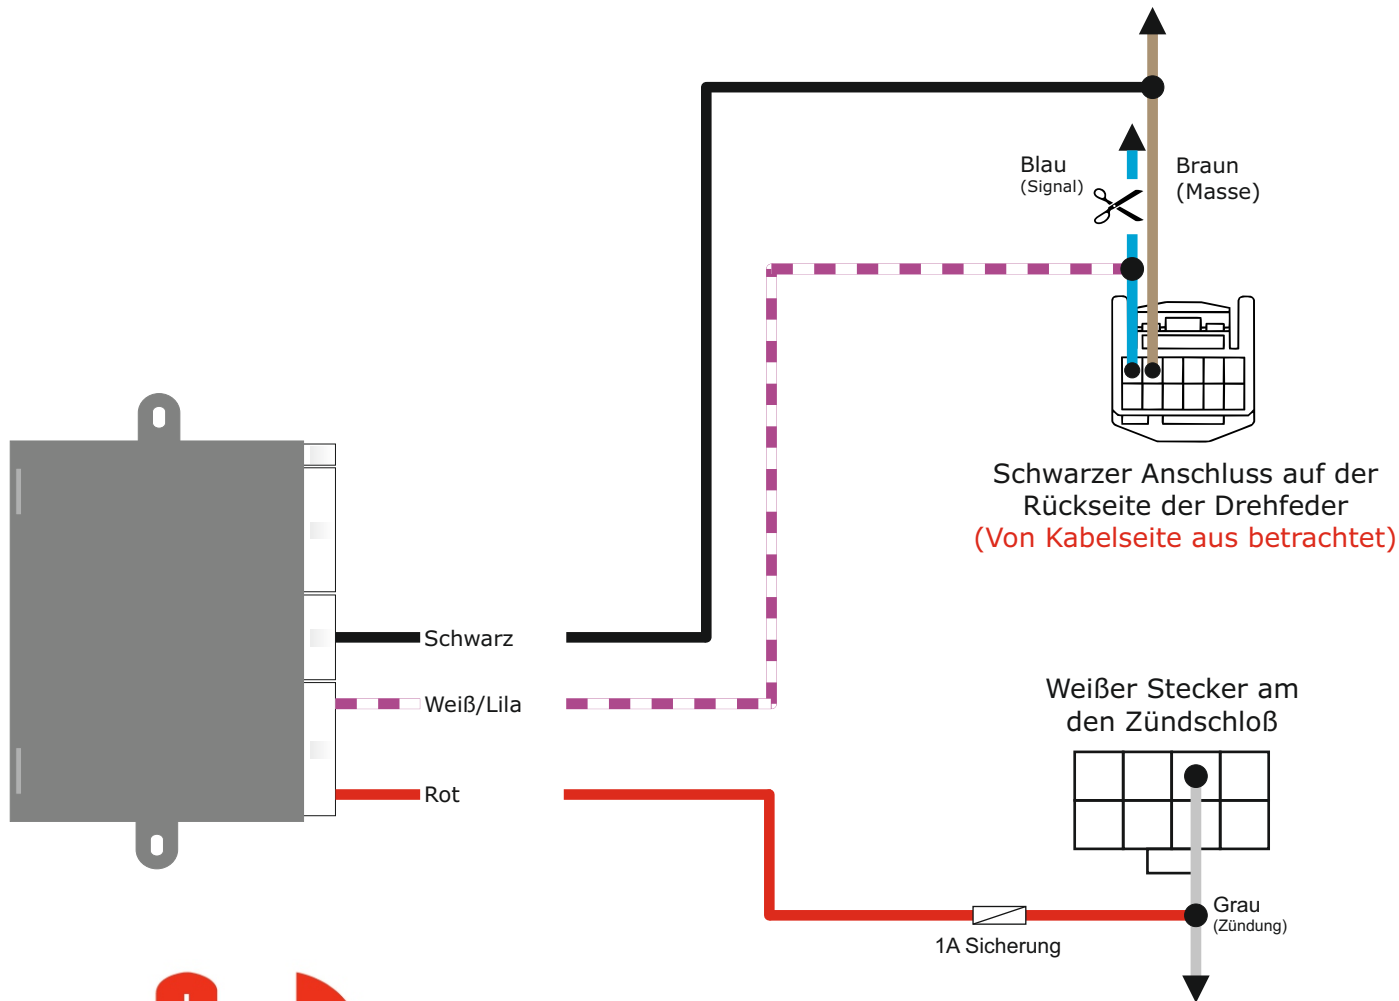 Blau
(Signal)
Braun
(Masse)
Schwarzer Anschluss auf der
Rückseite der Drehfeder
(Von Kabelseite aus betrachtet)
Schwarz
Weiß/Lila
Rot
Weißer Stecker am
den Zündschloß
Grau
(Zündung)
1A Sicherung